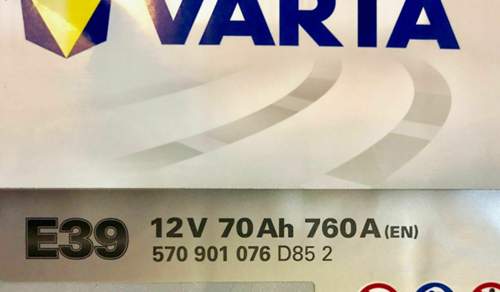 VARTA
E39 12V 70Ah 760A (EN)
570 901 076 D85 2